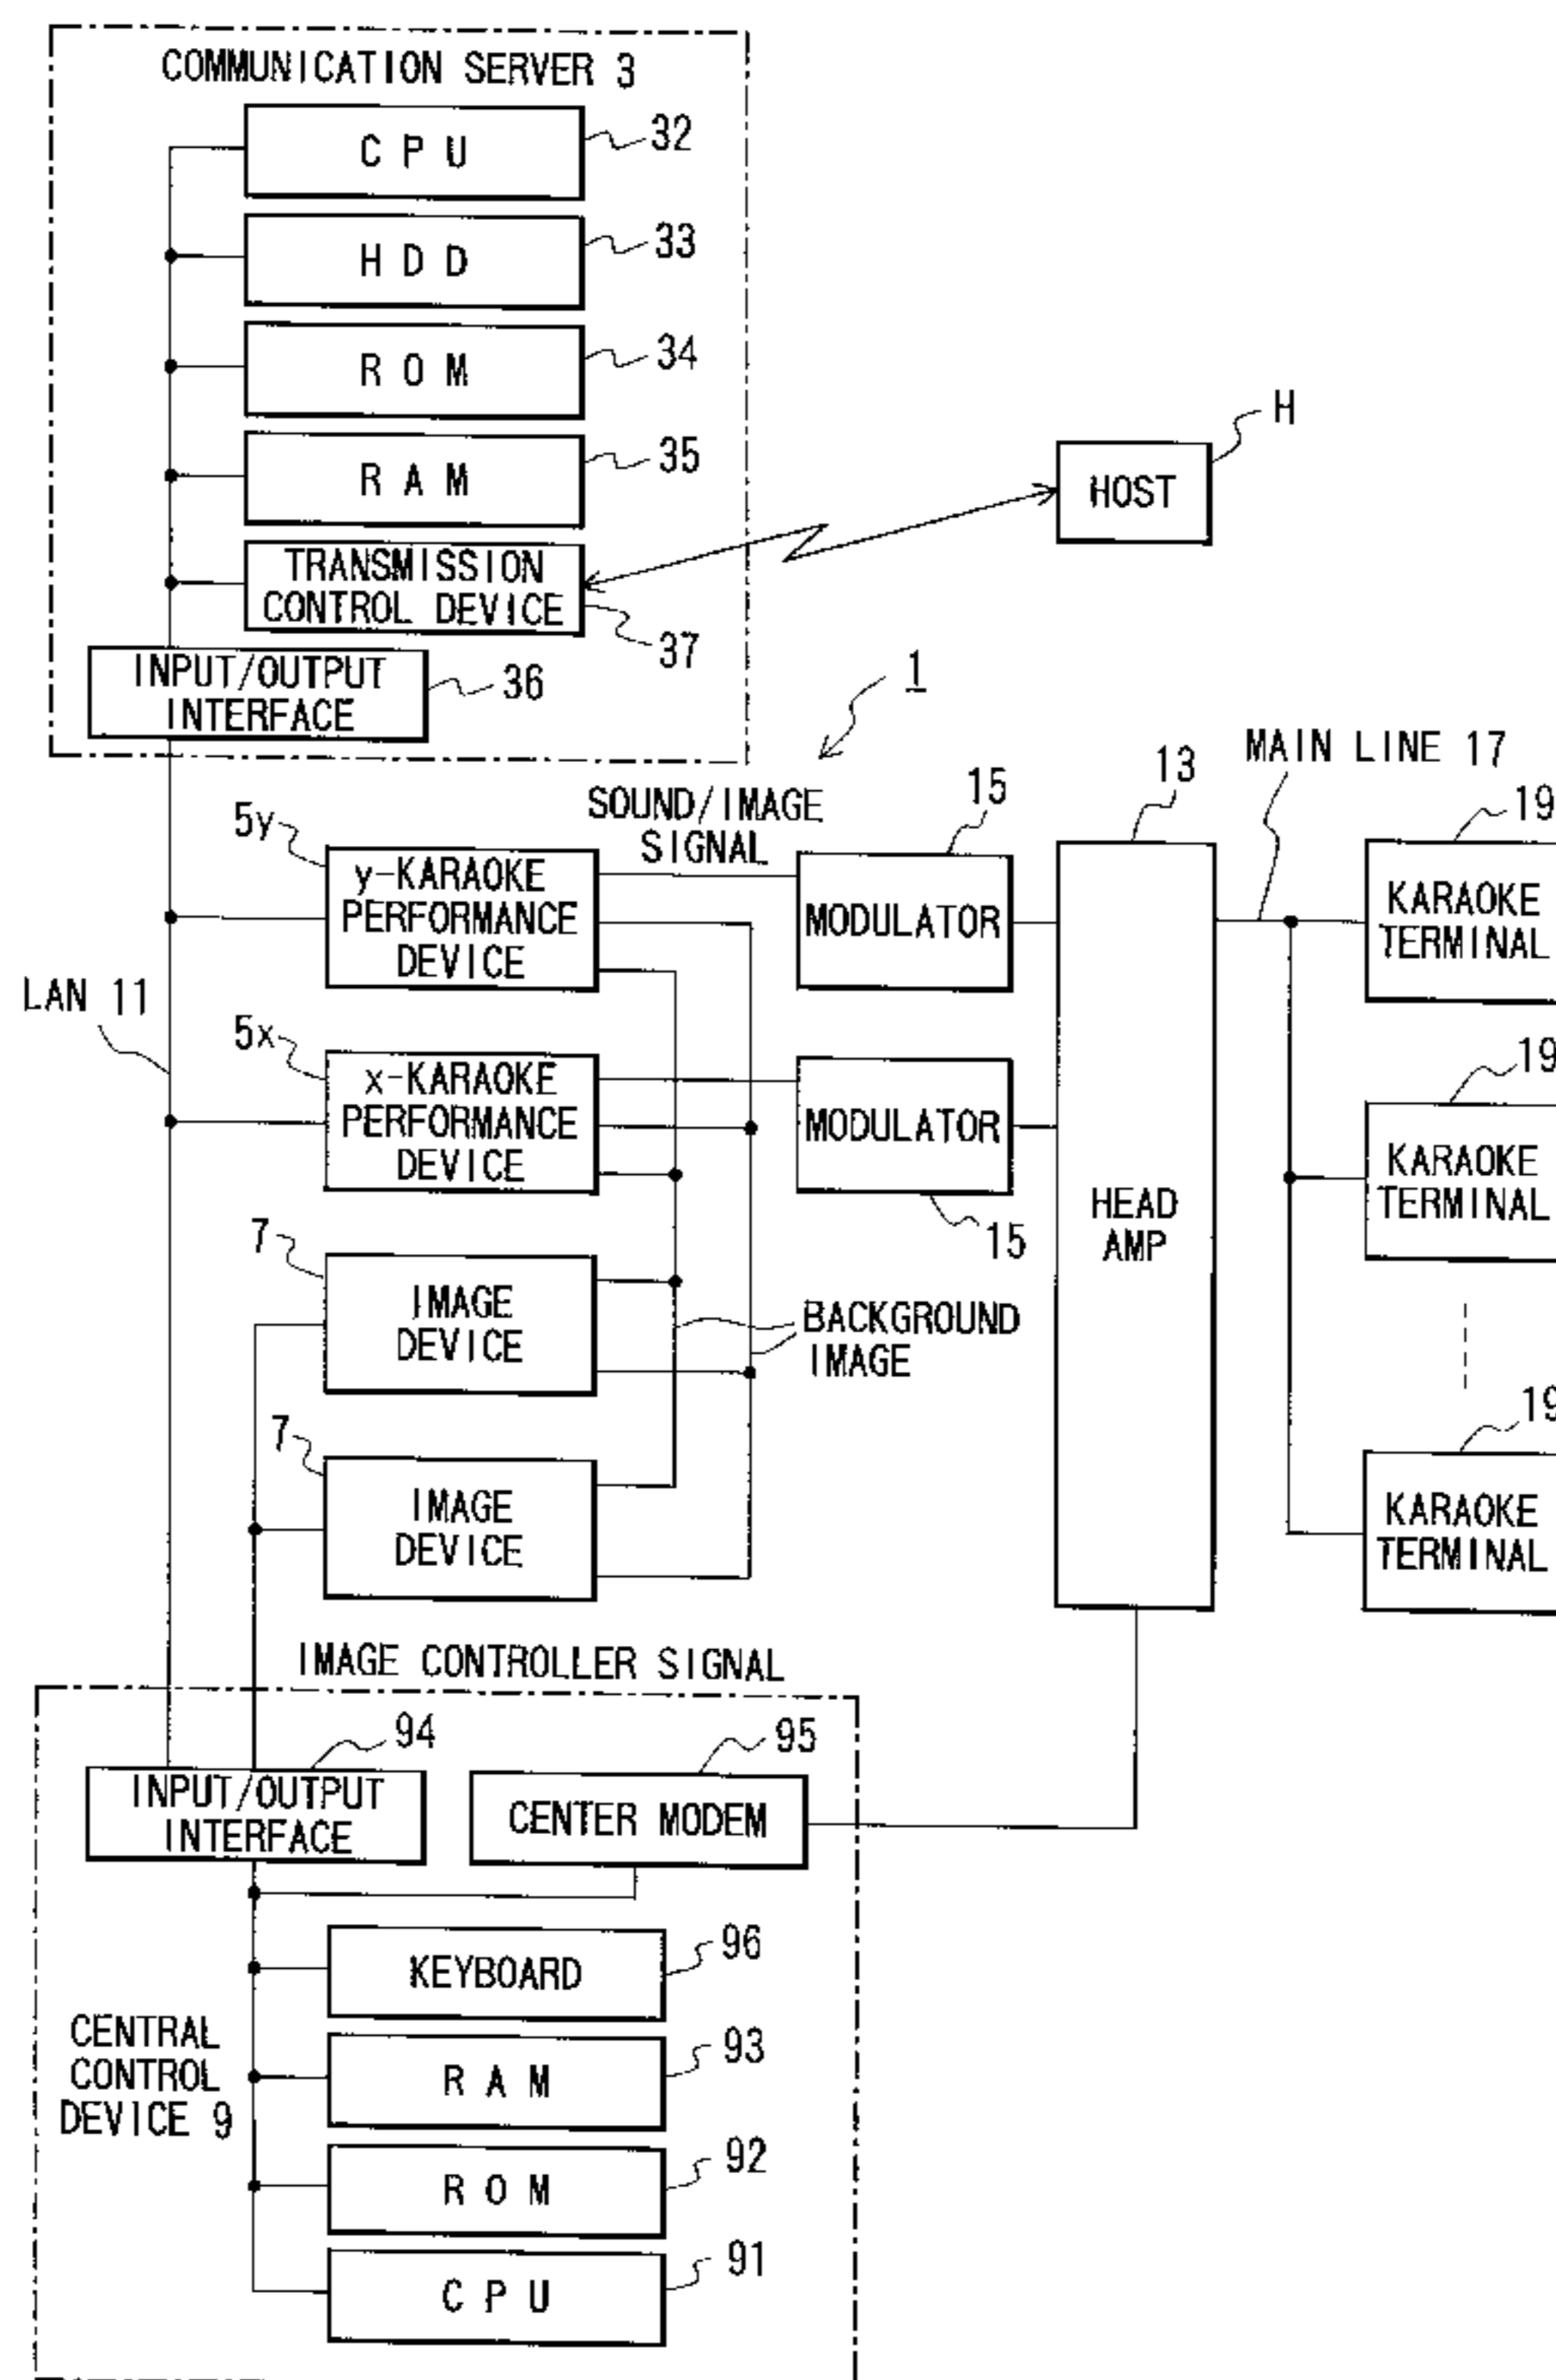 COMMUNICATION SERVER 3
CPU
32
HDD
33
ROM
34
RAM
35
TRANSMISSION
CONTROL DEVICE
37
INPUT/OUTPUT
INTERFACE
36
HOST
H
1
LAN 11
5y
y-KARAOKE
PERFORMANCE
DEVICE
SOUND/IMAGE
SIGNAL
15
MODULATOR
13
HEAD
AMP
MAIN LINE 17
19
KARAOKE
TERMINAL
5x
x-KARAOKE
PERFORMANCE
DEVICE
MODULATOR
15
19
KARAOKE
TERMINAL
7
IMAGE
DEVICE
BACKGROUND
IMAGE
7
IMAGE
DEVICE
19
KARAOKE
TERMINAL
IMAGE CONTROLLER SIGNAL
94
INPUT/OUTPUT
INTERFACE
95
CENTER MODEM
CENTRAL
CONTROL
DEVICE 9
KEYBOARD
96
RAM
93
ROM
92
CPU
91